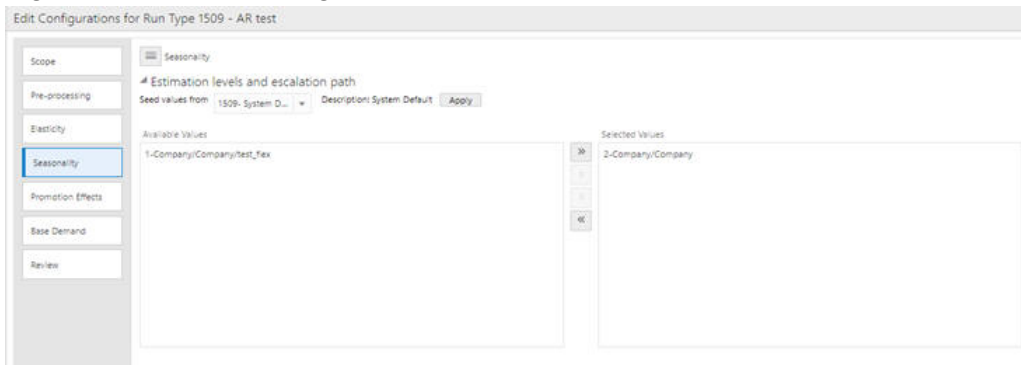 Edit Configurations for Run Type 1509 - AR test
Scope
Pre-processing
Elasticity
Seasonality
Promotion Effects
Base Demand
Review
Seasonality
Estimation levels and escalation path
Seed values from 1509- System D... Description: System Default Apply
Available Values
1-Company/Company/test_flex
Selected Values
2-Company/Company